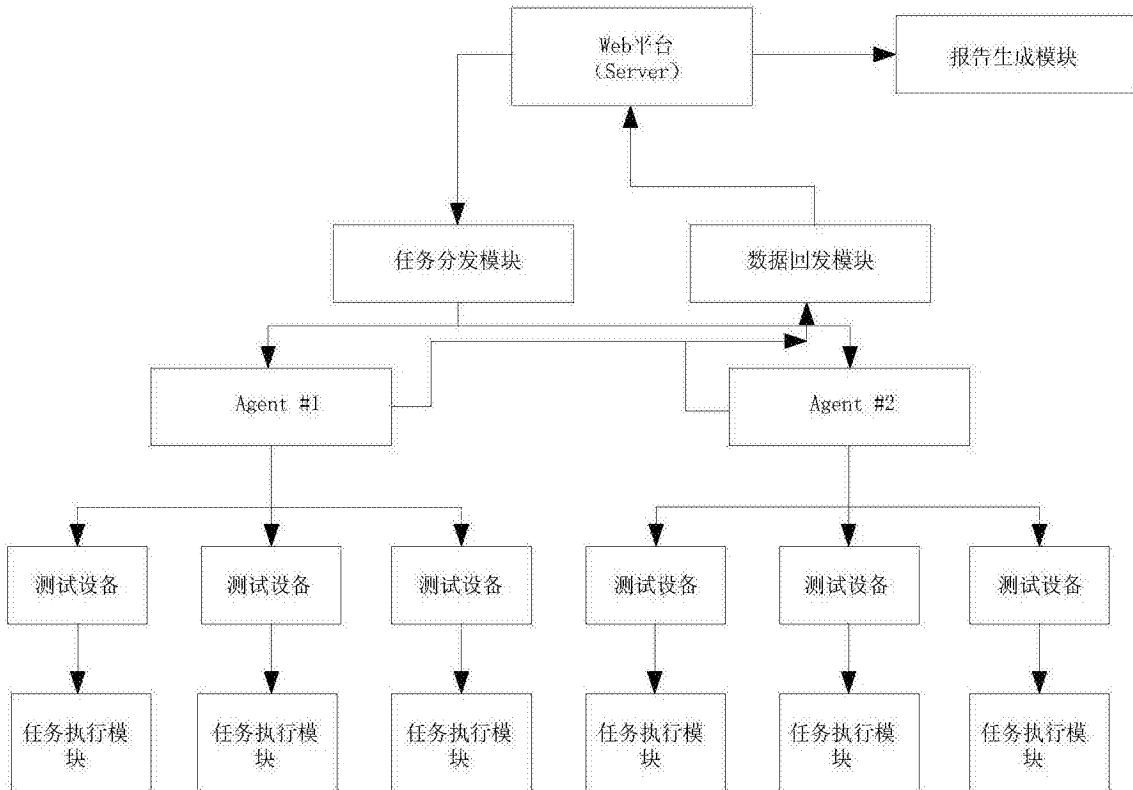 Web平台
（Server）
报告生成模块
任务分发模块
数据回发模块
Agent #1
Agent #2
测试设备
测试设备
测试设备
测试设备
测试设备
测试设备
任务执行模
块
任务执行模
块
任务执行模
块
任务执行模
块
任务执行模
块
任务执行模
块